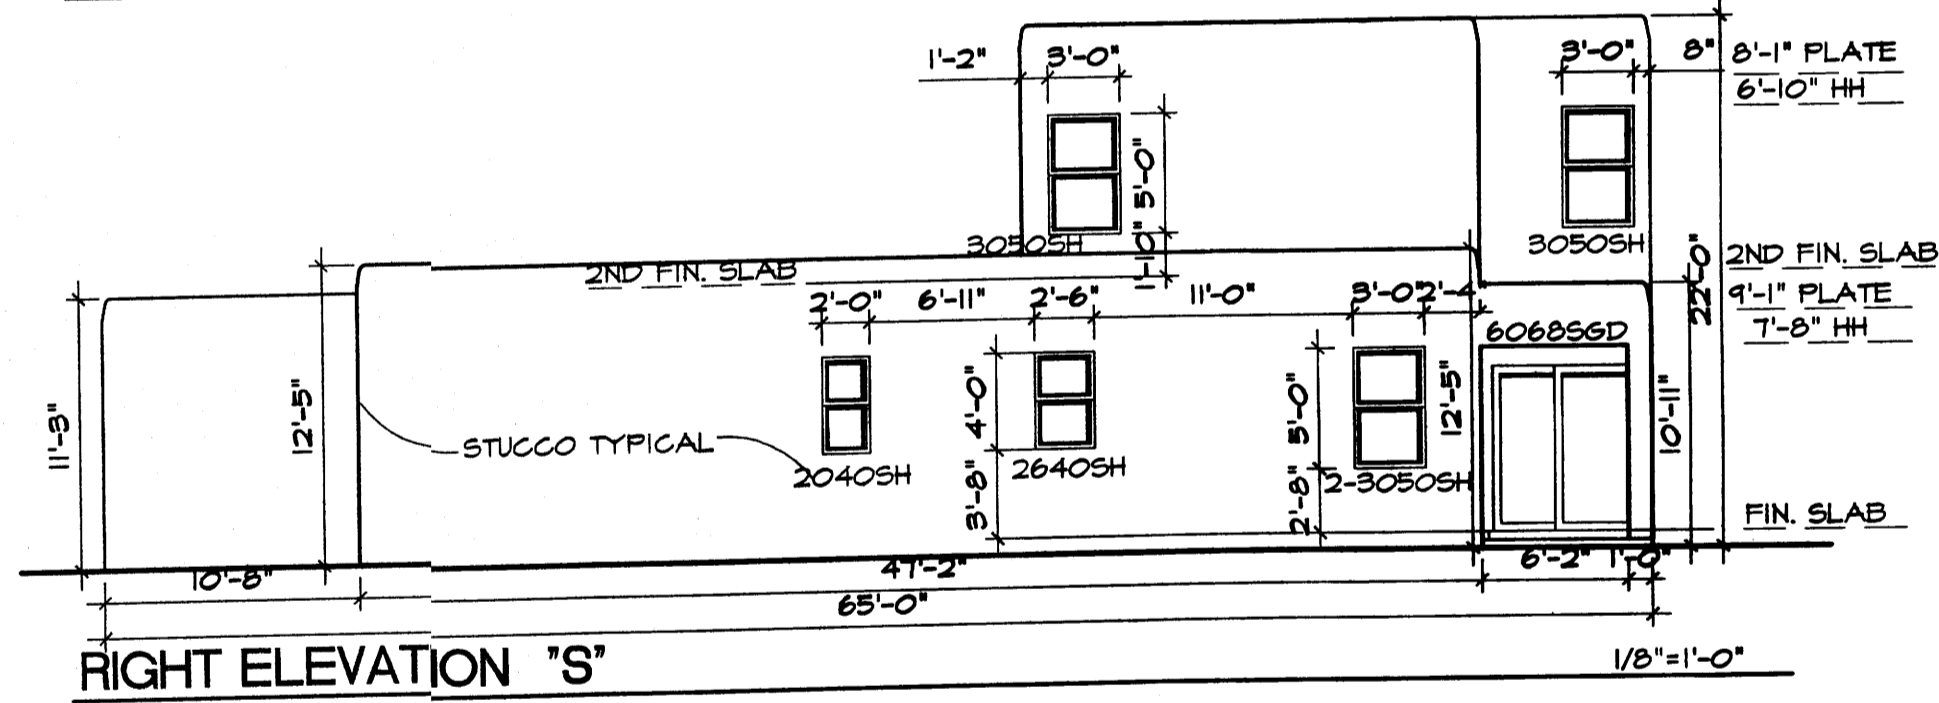 1'-2" 3'-0" 3'-0" 8" 8'-1" PLATE
6'-10" HH
5'-0"
3050SH 1'-10" 3050SH
2ND FIN. SLAB 2ND FIN. SLAB
22'-0"
2'-0" 6'-11" 2'-6" 11'-0" 3'-0" 2'-4" 9'-1" PLATE
6068SGD 7'-8" HH
11'-3" 12'-5" 4'-0" 5'-0" 12'-5" 10'-11"
STUCCO TYPICAL
2040SH 2640SH 2-3050SH
3'-8" 2'-8"
FIN. SLAB
10'-8" 47'-2" 6'-2" 1'-0"
65'-0"
RIGHT ELEVATION "S" 1/8"=1'-0"